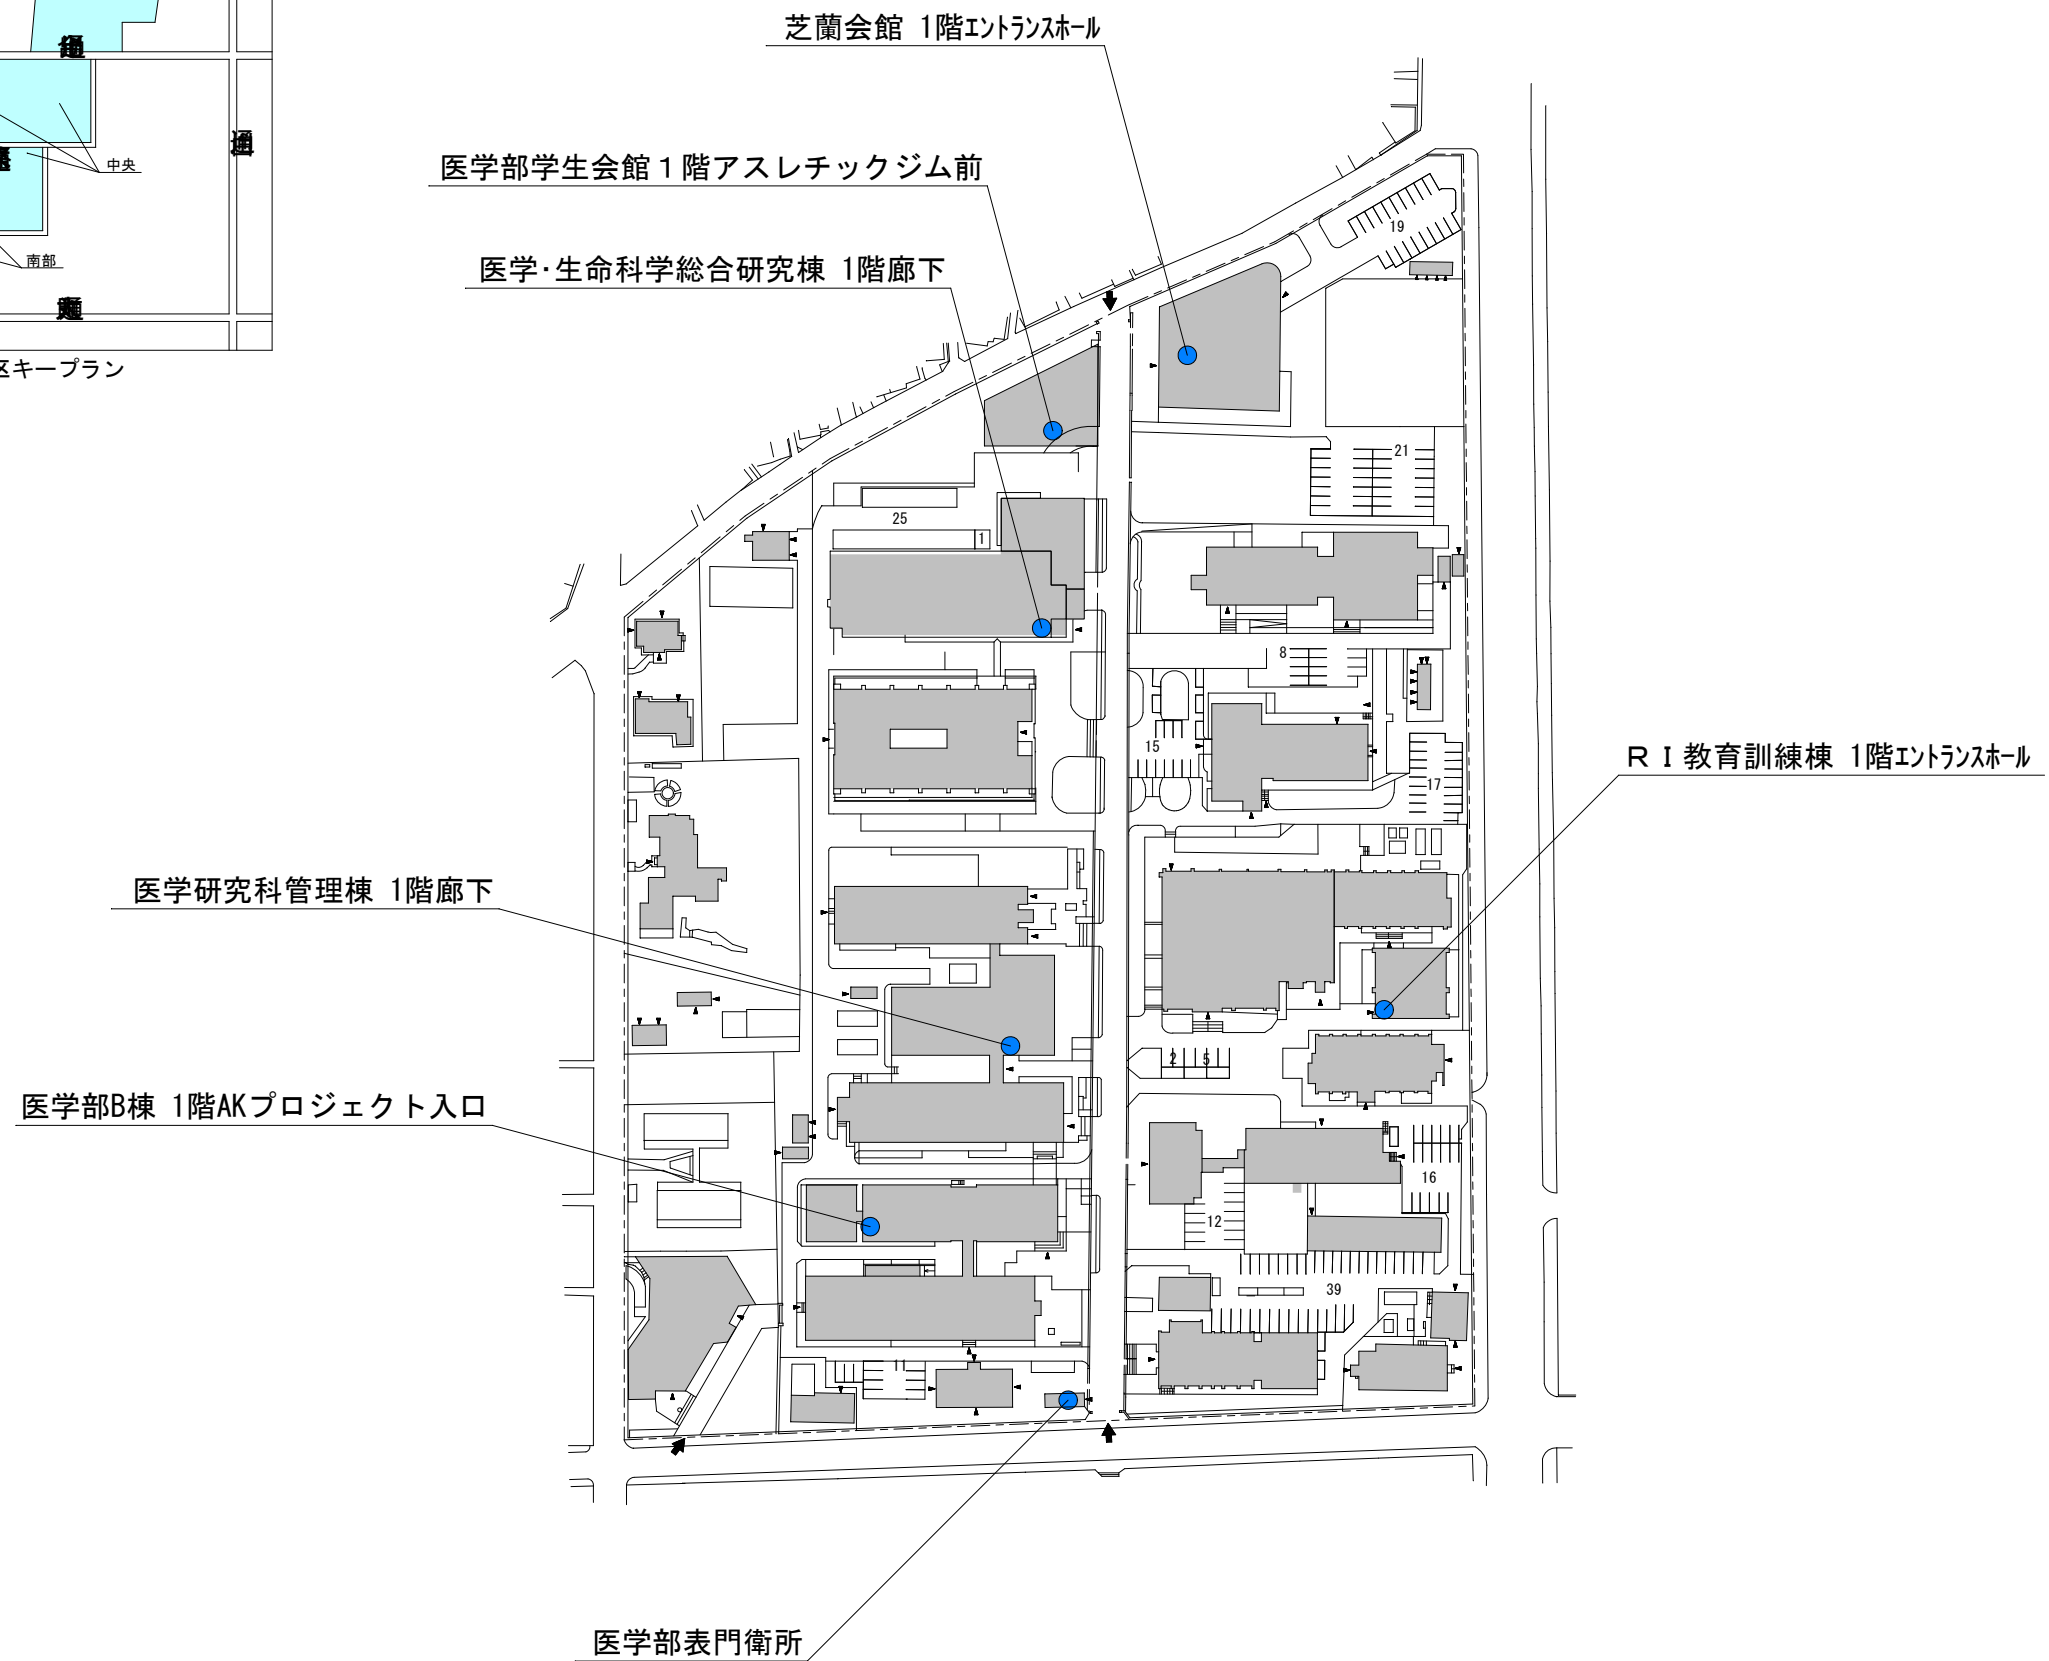 芝蘭会館 1階エントランスホール
中央
医学部学生会館１階アスレチックジム前
19
南部
医学・生命科学総合研究棟 1階廊下
区キープラン
21
25
1
8
15
ＲＩ教育訓練棟 1階エントランスホール
17
医学研究科管理棟 1階廊下
2
5
医学部B棟 1階AKプロジェクト入口
16
12
39
11
医学部表門衛所